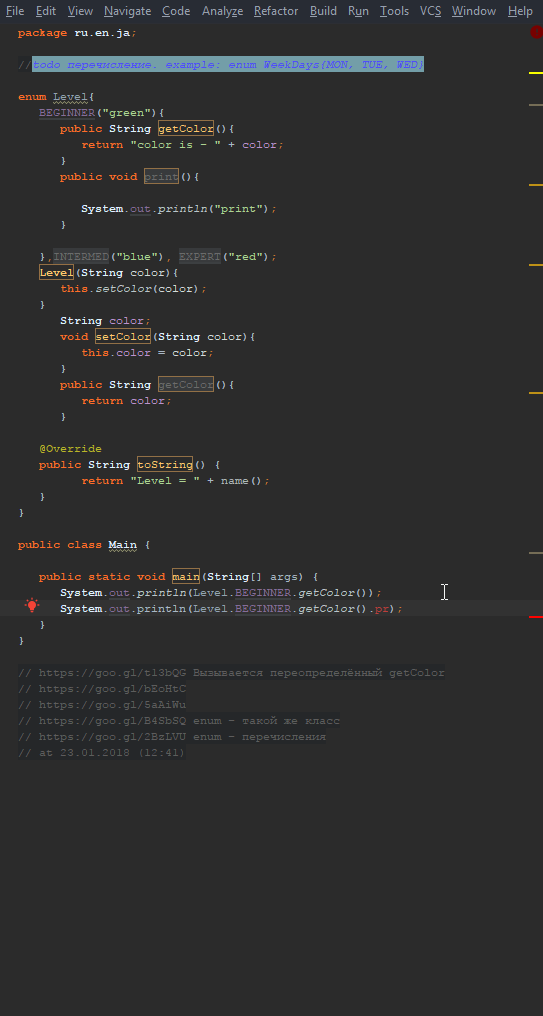 File Edit View Navigate Code Analyze Refactor Build Run Tools VCS Window Help
package ru.en.ja;
//todo перечисление. example: enum WeekDays{MON, TUE, WED}
enum Level{
BEGINNER("green"){
public String getColor(){
return "color is - " + color;
}
public void print(){
System.out.println("print");
}
},INTERMED("blue"), EXPERT("red");
Level(String color){
this.setColor(color);
}
String color;
void setColor(String color){
this.color = color;
}
public String getColor(){
return color;
}
@Override
public String toString() {
return "Level = " + name();
}
}
public class Main {
public static void main(String[] args) {
System.out.println(Level.BEGINNER.getColor());
System.out.println(Level.BEGINNER.getColor().pr);
}
}
// https://goo.gl/tl3bQG Вызывается переопределённый getColor
// https://goo.gl/bEoHtC
// https://goo.gl/5aAiWu
// https://goo.gl/B4SbSQ enum - такой же класс
// https://goo.gl/2BzLVU enum - перечисления
// at 23.01.2018 (12:41)